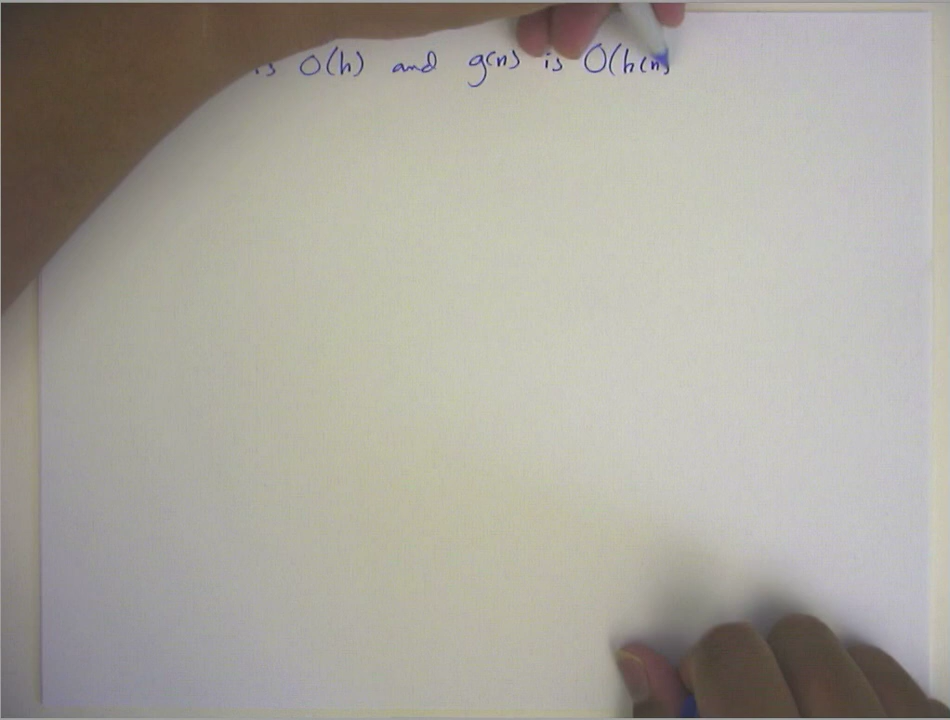 is O(h) and g(n) is O(h(n)